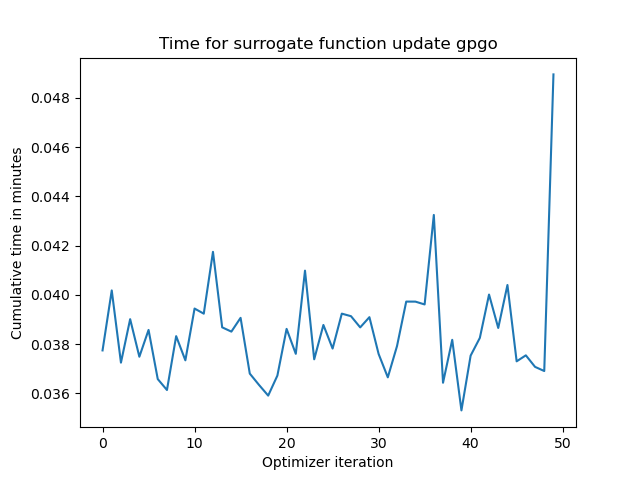 Time for surrogate function update gpgo
Cumulative time in minutes
0.048
0.046
0.044
0.042
0.040
0.038
0.036
0 10 20 30 40 50
Optimizer iteration